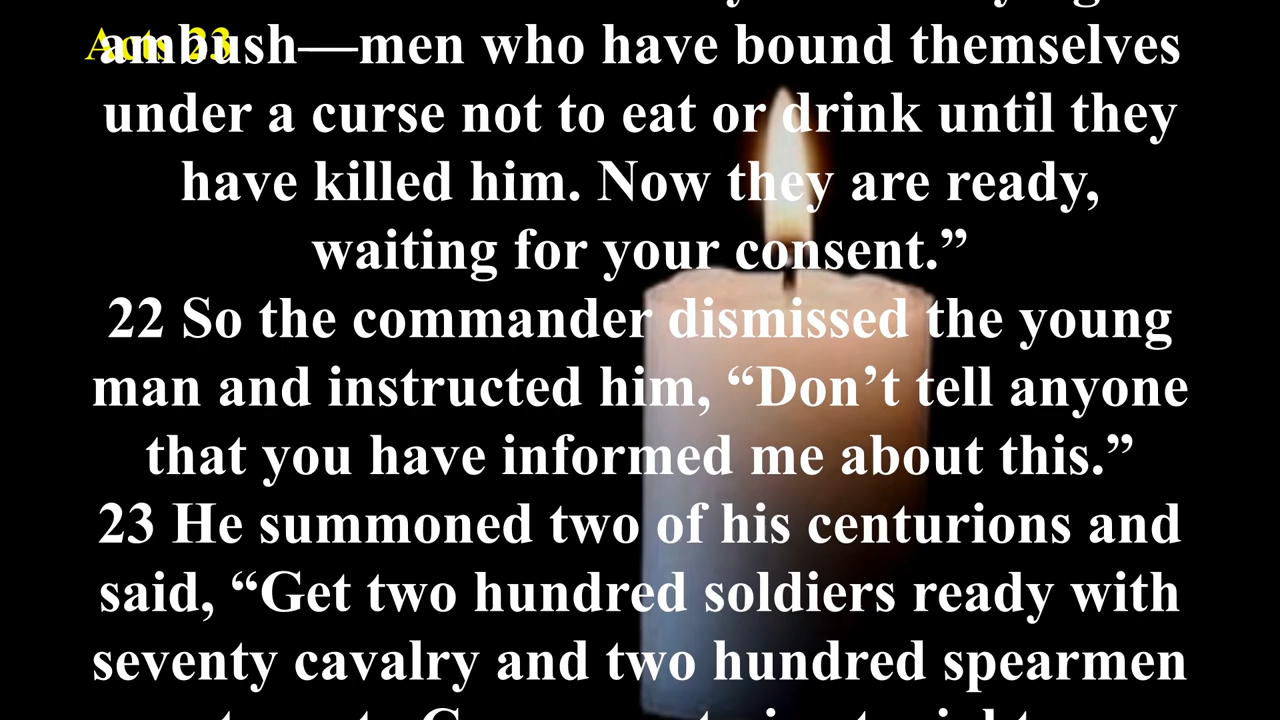 Acts 23
ambush—men who have bound themselves
under a curse not to eat or drink until they
have killed him. Now they are ready,
waiting for your consent.”
22 So the commander dismissed the young
man and instructed him, “Don’t tell anyone
that you have informed me about this.”
23 He summoned two of his centurions and
said, “Get two hundred soldiers ready with
seventy cavalry and two hundred spearmen